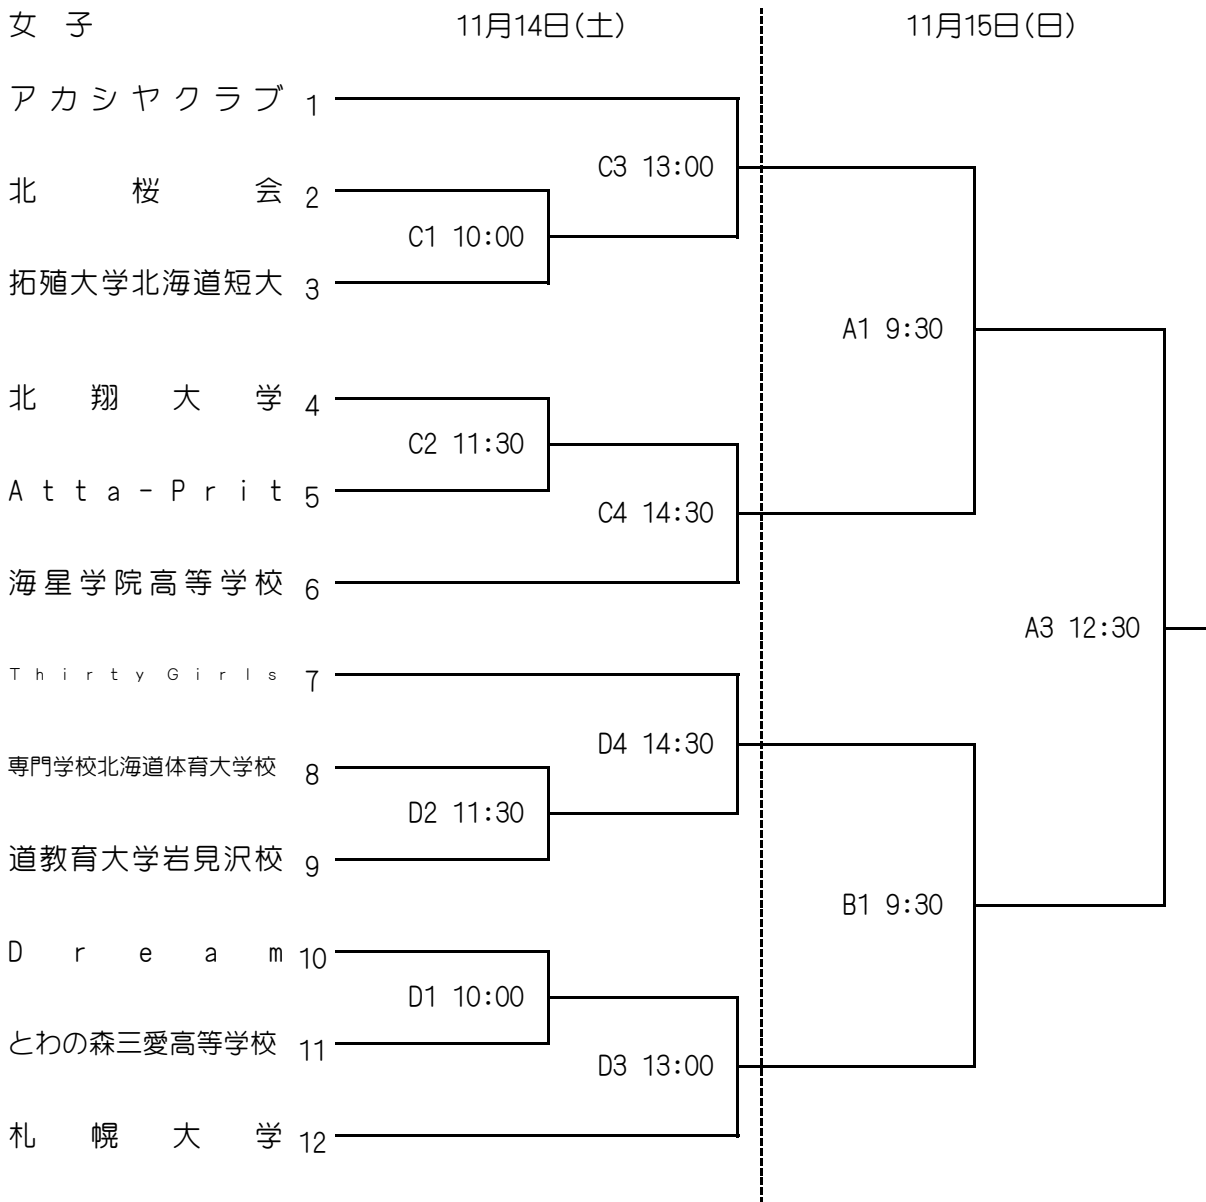 女子 11月14日(土) 11月15日(日)
アカシヤクラブ 1
C3 13:00
北桜会 2
C1 10:00
拓殖大学北海道短大 3
A1 9:30
北翔大学 4
C2 11:30
Atta-Prit 5
C4 14:30
海星学院高等学校 6
A3 12:30
ThirtyGirls 7
D4 14:30
専門学校北海道体育大学校 8
D2 11:30
道教育大学岩見沢校 9
B1 9:30
Dream 10
D1 10:00
とわの森三愛高等学校 11
D3 13:00
札幌大学 12